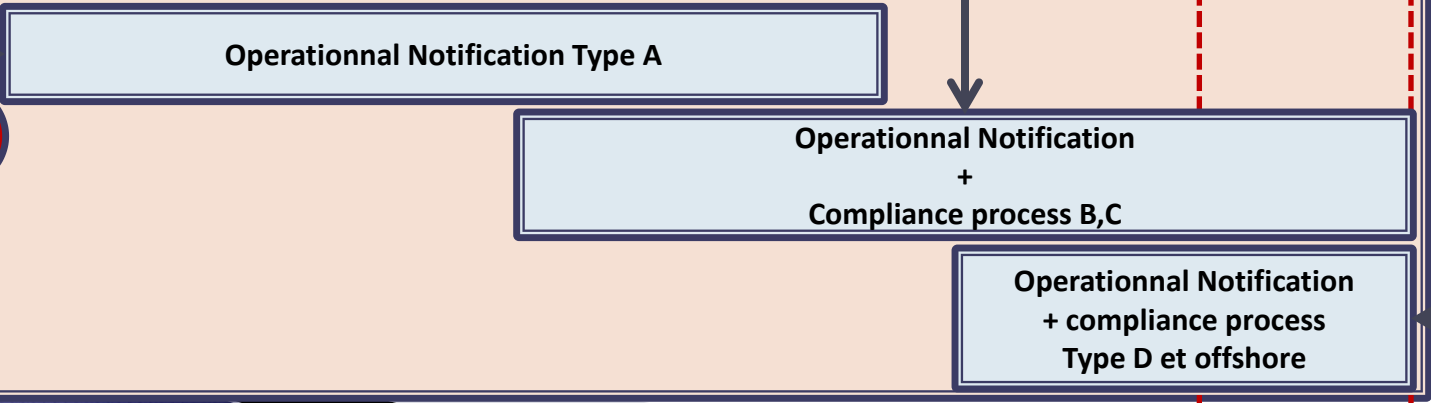 Operationnal Notification Type A
Operationnal Notification
+
Compliance process B,C
Operationnal Notification
+ compliance process
Type D et offshore